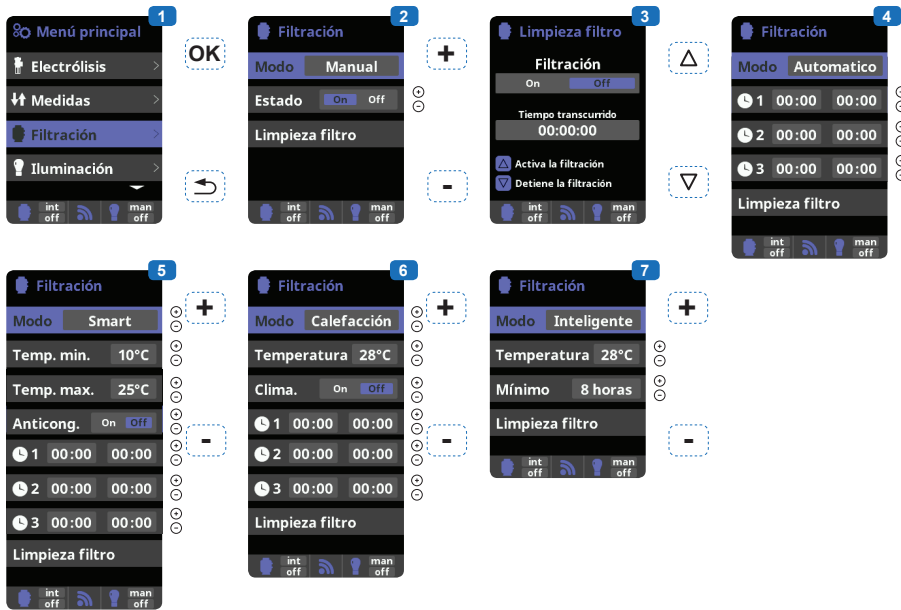 1
Menú principal
Electrólisis
Medidas
Filtración
Iluminación
int off
man off
OK
2
Filtración
Modo Manual
Estado On Off
Limpieza filtro
int off
man off
+
-
3
Limpieza filtro
Filtración
On Off
Tiempo transcurrido
00:00:00
Activa la filtración
Detiene la filtración
int off
man off
4
Filtración
Modo Automatico
1 00:00 00:00
2 00:00 00:00
3 00:00 00:00
Limpieza filtro
int off
man off
5
Filtración
Modo Smart
Temp. min. 10°C
Temp. max. 25°C
Anticong. On Off
1 00:00 00:00
2 00:00 00:00
3 00:00 00:00
Limpieza filtro
int off
man off
+
-
6
Filtración
Modo Calefacción
Temperatura 28°C
Clima. On Off
1 00:00 00:00
2 00:00 00:00
3 00:00 00:00
Limpieza filtro
int off
man off
+
-
7
Filtración
Modo Inteligente
Temperatura 28°C
Mínimo 8 horas
Limpieza filtro
int off
man off
+
-